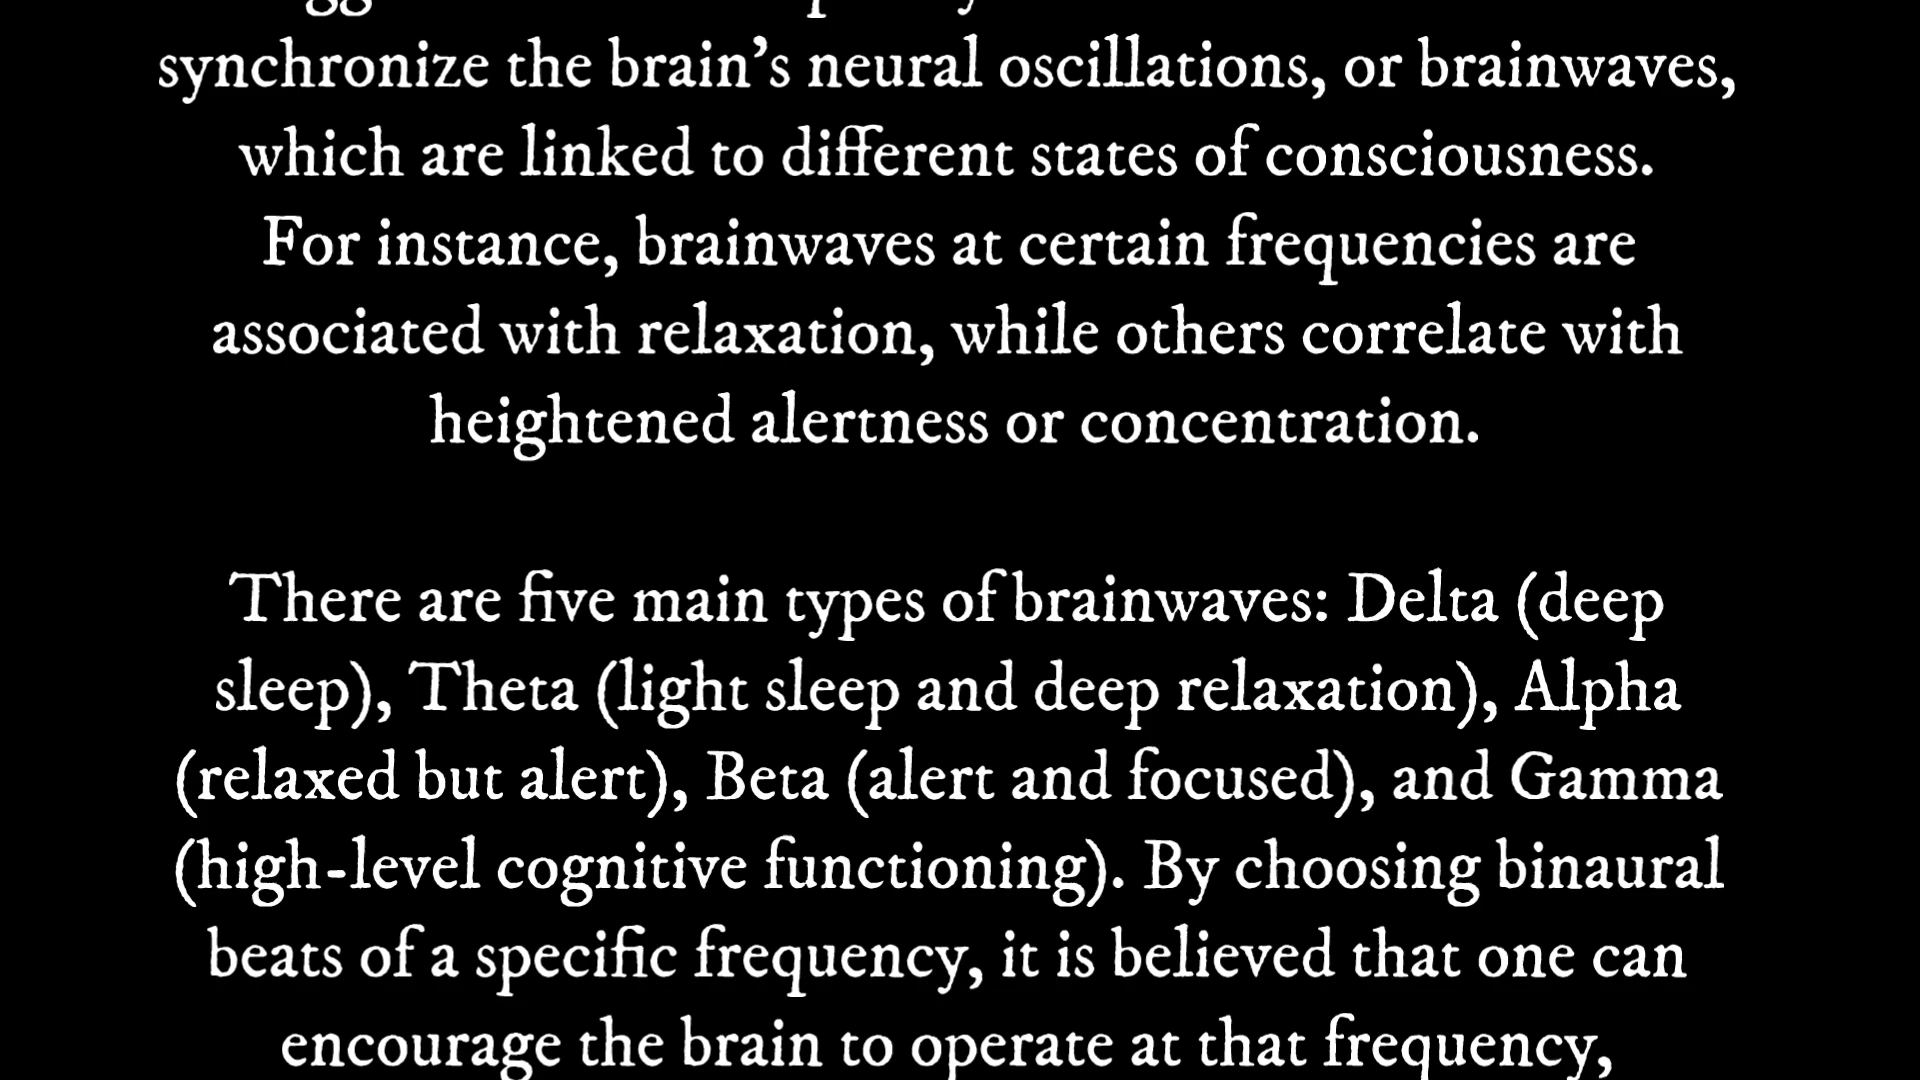 synchronize the brain’s neural oscillations, or brainwaves,
which are linked to different states of consciousness.
For instance, brainwaves at certain frequencies are
associated with relaxation, while others correlate with
heightened alertness or concentration.
There are five main types of brainwaves: Delta (deep
sleep), Theta (light sleep and deep relaxation), Alpha
(relaxed but alert), Beta (alert and focused), and Gamma
(high-level cognitive functioning). By choosing binaural
beats of a specific frequency, it is believed that one can
encourage the brain to operate at that frequency,